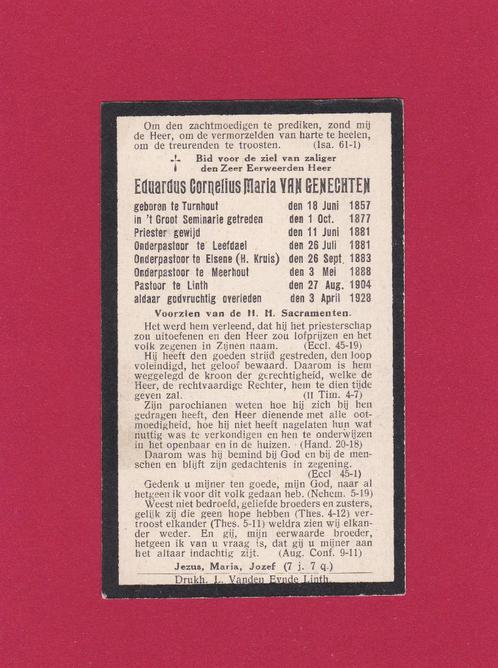 Om den zachtmoedigen te prediken, zond mij
de Heer, om de vermorzelden van harte te heelen,
om de treurenden te troosten. (Isa. 61-1)
Bid voor de ziel van zaliger
den Zeer Eerweerden Heer
Eduardus Cornelius Maria VAN GENECHTEN
geboren te Turnhout den 18 Juni 1857
in 't Groot Seminarie getreden den 1 Oct. 1877
Priester gewijd den 11 Juni 1881
Onderpastoor te Leefdael den 26 Juli 1881
Onderpastoor te Elsene (H. Kruis) den 26 Sept. 1883
Onderpastoor te Meerhout den 3 Mei 1888
Pastoor te Linth den 27 Aug. 1904
aldaar godvruchtig overleden den 3 April 1928
Voorzien van de H. H. Sacramenten.
Het werd hem verleend, dat hij het priesterschap
zou uitoefenen en den Heer zou lofprijzen en het
volk zegenen in Zijnen naam. (Eccl. 45-19)
Hij heeft den goeden strijd gestreden, den loop
voleindigd, het geloof bewaard. Daarom is hem
weggelegd de kroon der gerechtigheid, welke de
Heer, de rechtvaardige Rechter, hem te dien tijde
geven zal. (II Tim. 4-7)
Zijn parochianen weten hoe hij zich bij hen
gedragen heeft, den Heer dienende met alle oot-
moedigheid, hoe hij niet heeft nagelaten hun wat
nuttig was te verkondigen en hen te onderwijzen
in het openbaar en in de huizen. (Hand. 20-18)
Daarom was hij bemind bij God en bij de men-
schen en blijft zijn gedachtenis in zegening.
(Eccl 45-1)
Gedenk u mijner ten goede, mijn God, naar al
hetgeen ik voor dit volk gedaan heb. (Nehem. 5-19)
Weest niet bedroefd, geliefde broeders en zusters,
gelijk zij die geen hope hebben (Thes. 4-12) ver-
troost elkander (Thes. 5-11) weldra zien wij elkan-
der weder. En gij, mijn eerwaarde broeder,
hetgeen ik van u vraag is, dat gij mijner aan
het altaar indachtig zijt. (Aug. Conf. 9-11)
Jezus, Maria, Jozef (7 j. 7 q.)
Drukh. L. Vanden Eynde Linth.